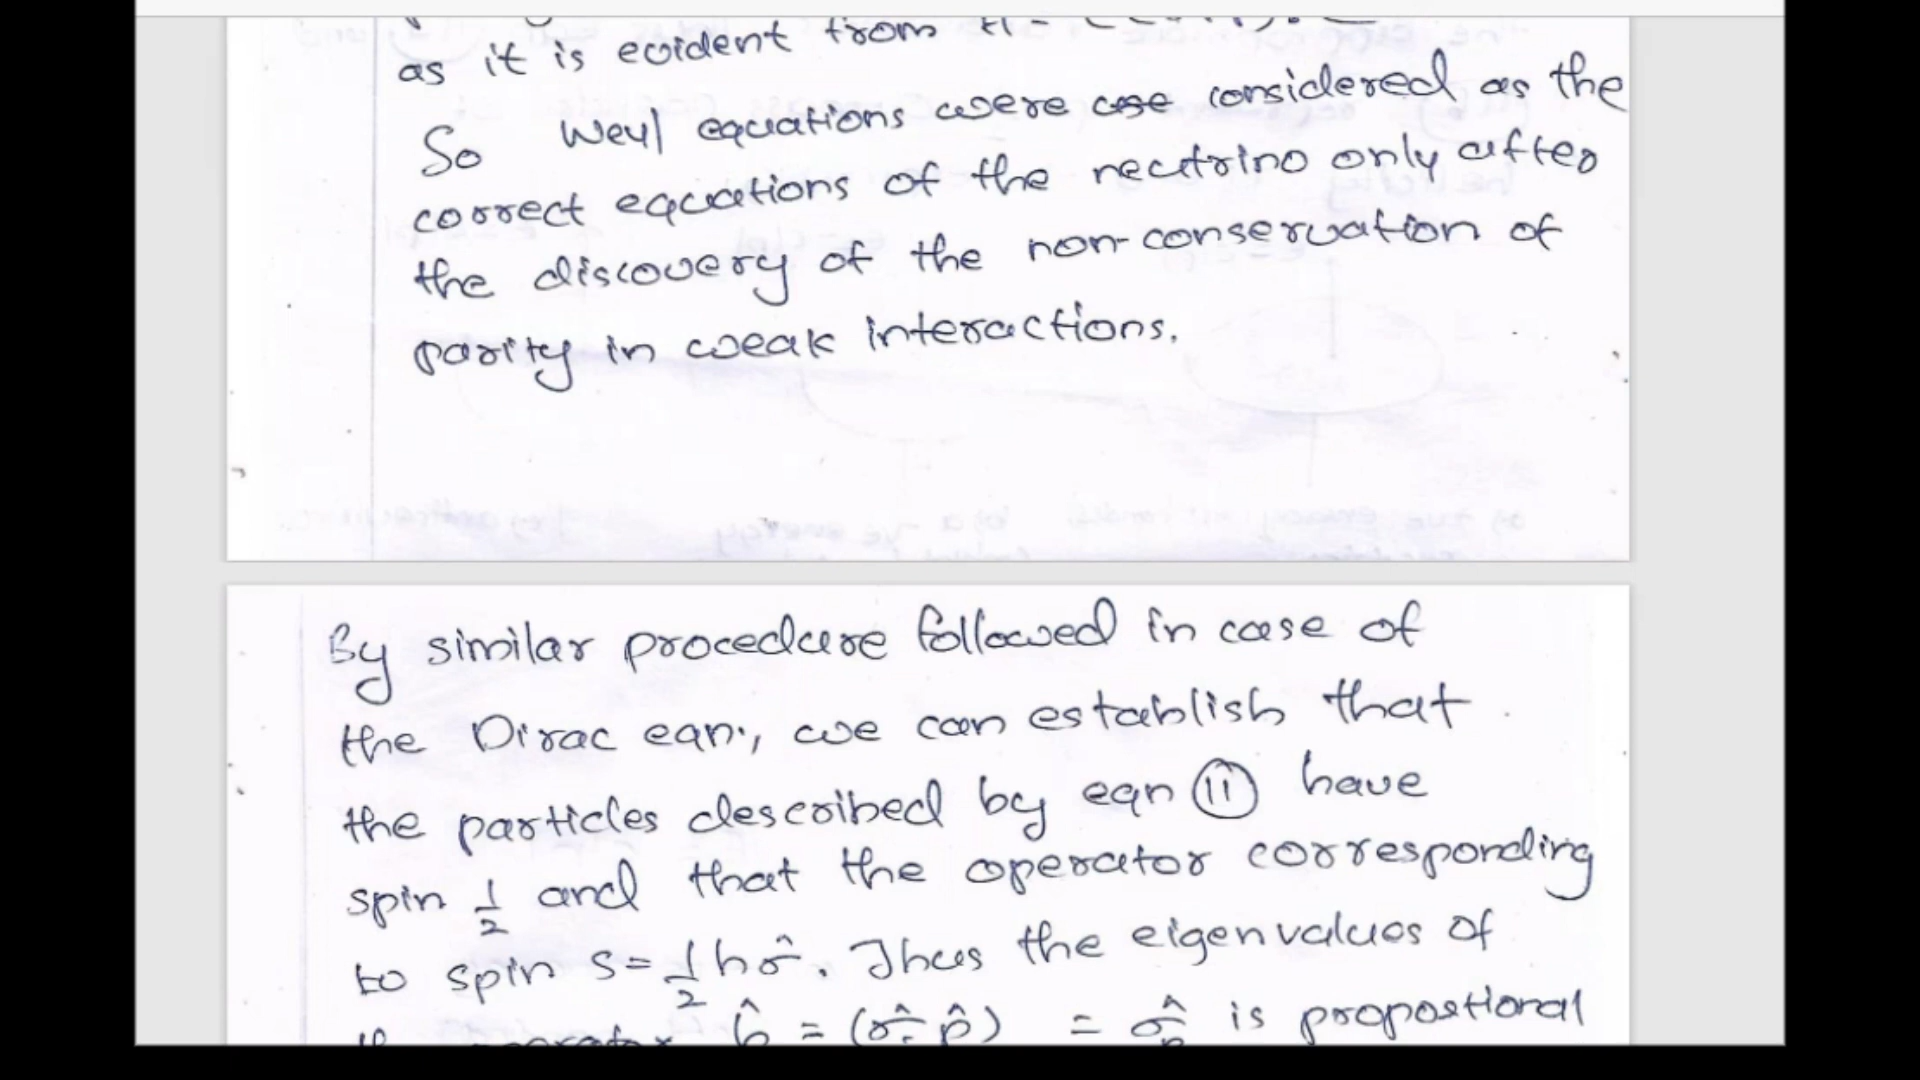 as it is evident from H =
So Weyl equations were considered as the
correct equations of the neutrino only after
the discovery of the non-conservation of
parity in weak interactions.
By similar procedure followed in case of
the Dirac eqn., we can establish that
the particles described by eqn (11) have
spin 1/2 and that the operator corresponding
to spin s = 1/2 h σ̂. Thus the eigenvalues of
= (σ̂ · p̂) = σ̂p is propostional